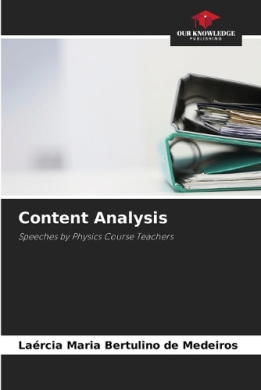 OUR KNOWLEDGE
PUBLISHING
Content Analysis
Speeches by Physics Course Teachers
Laércia Maria Bertulino de Medeiros